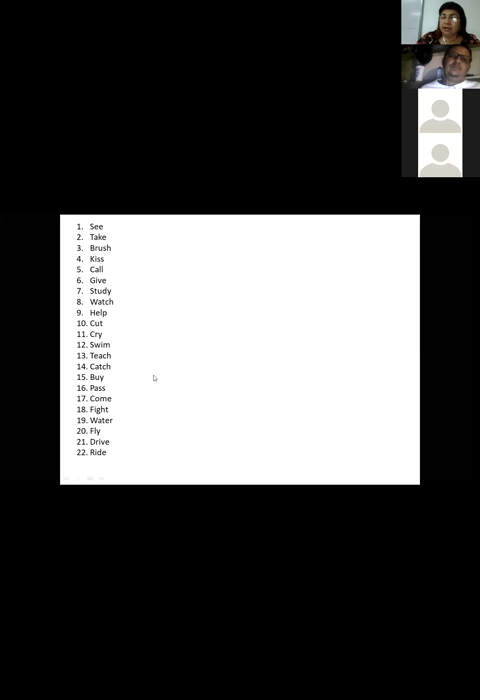 1. See
2. Take
3. Brush
4. Kiss
5. Call
6. Give
7. Study
8. Watch
9. Help
10. Cut
11. Cry
12. Swim
13. Teach
14. Catch
15. Buy
16. Pass
17. Come
18. Fight
19. Water
20. Fly
21. Drive
22. Ride